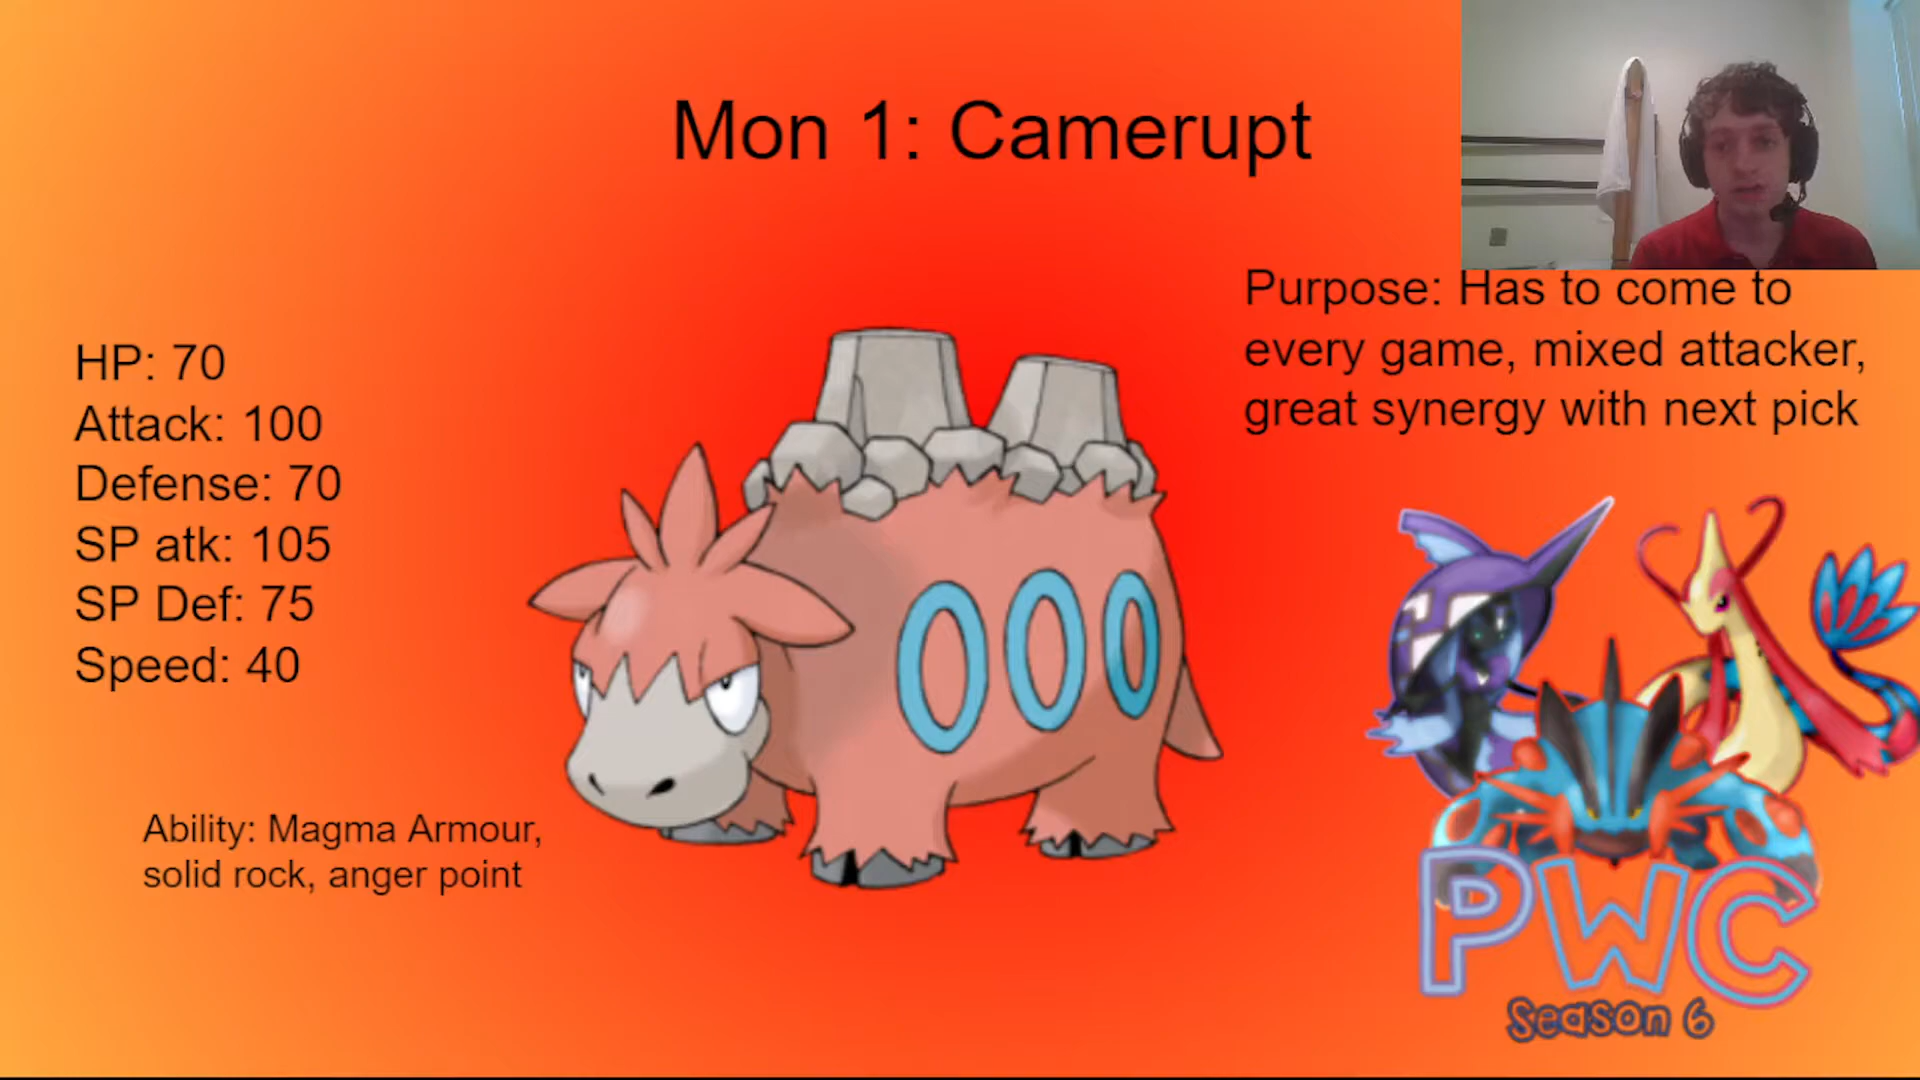 Mon 1: Camerupt
Purpose: Has to come to
every game, mixed attacker,
great synergy with next pick
HP: 70
Attack: 100
Defense: 70
SP atk: 105
SP Def: 75
Speed: 40
Ability: Magma Armour,
solid rock, anger point
PWC
Season 6